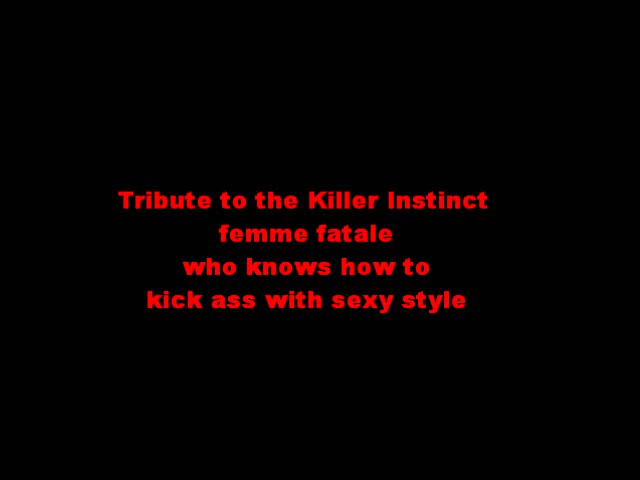 Tribute to the Killer Instinct
femme fatale
who knows how to
kick ass with sexy style